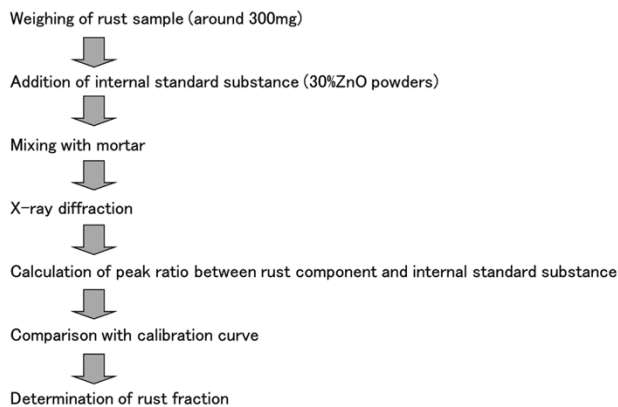 Weighing of rust sample (around 300mg)
Addition of internal standard substance (30%ZnO powders)
Mixing with mortar
X-ray diffraction
Calculation of peak ratio between rust component and internal standard substance
Comparison with calibration curve
Determination of rust fraction